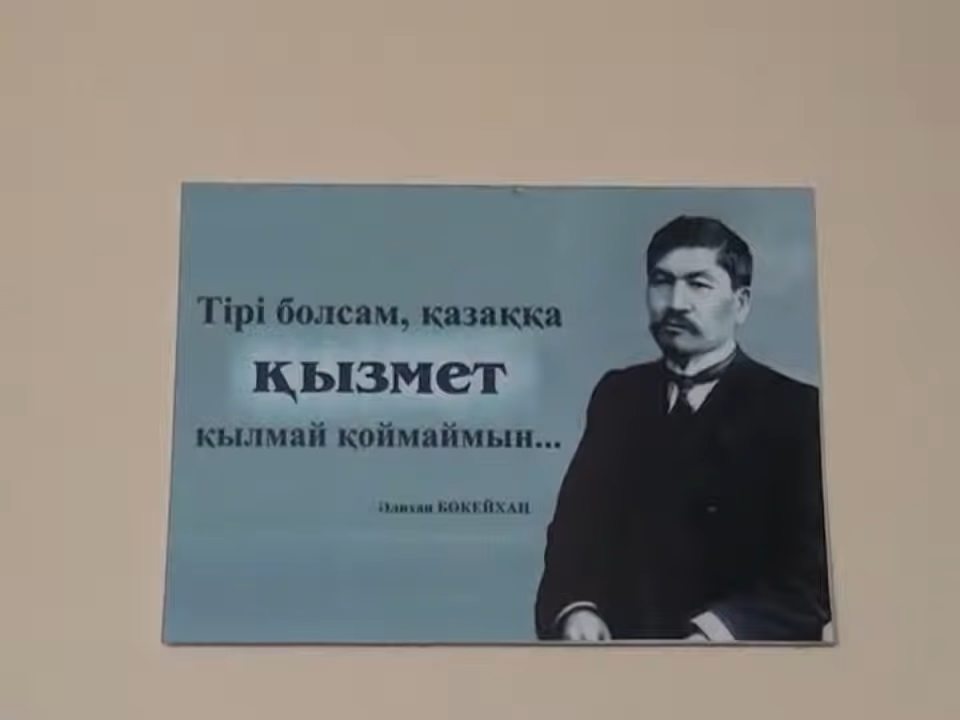 Тірі болсам, қазаққа
қызмет
қылмай қоймаймын...
Әлихан БӨКЕЙХАН